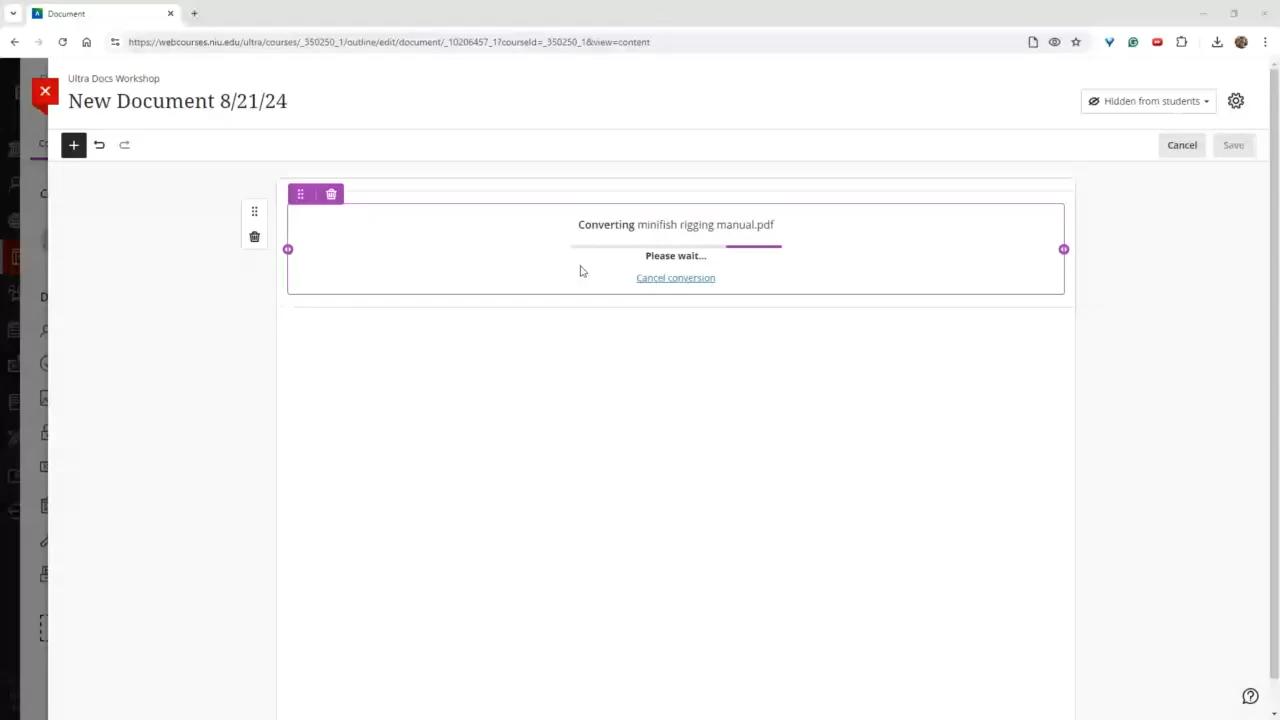 Document
https://webcourses.niu.edu/ultra/courses/_350250_1/outline/edit/document/_10206457_1?courseId=_350250_1&view=content
Ultra Docs Workshop
New Document 8/21/24
Hidden from students
Cancel
Save
Converting minifish rigging manual.pdf
Please wait...
Cancel conversion